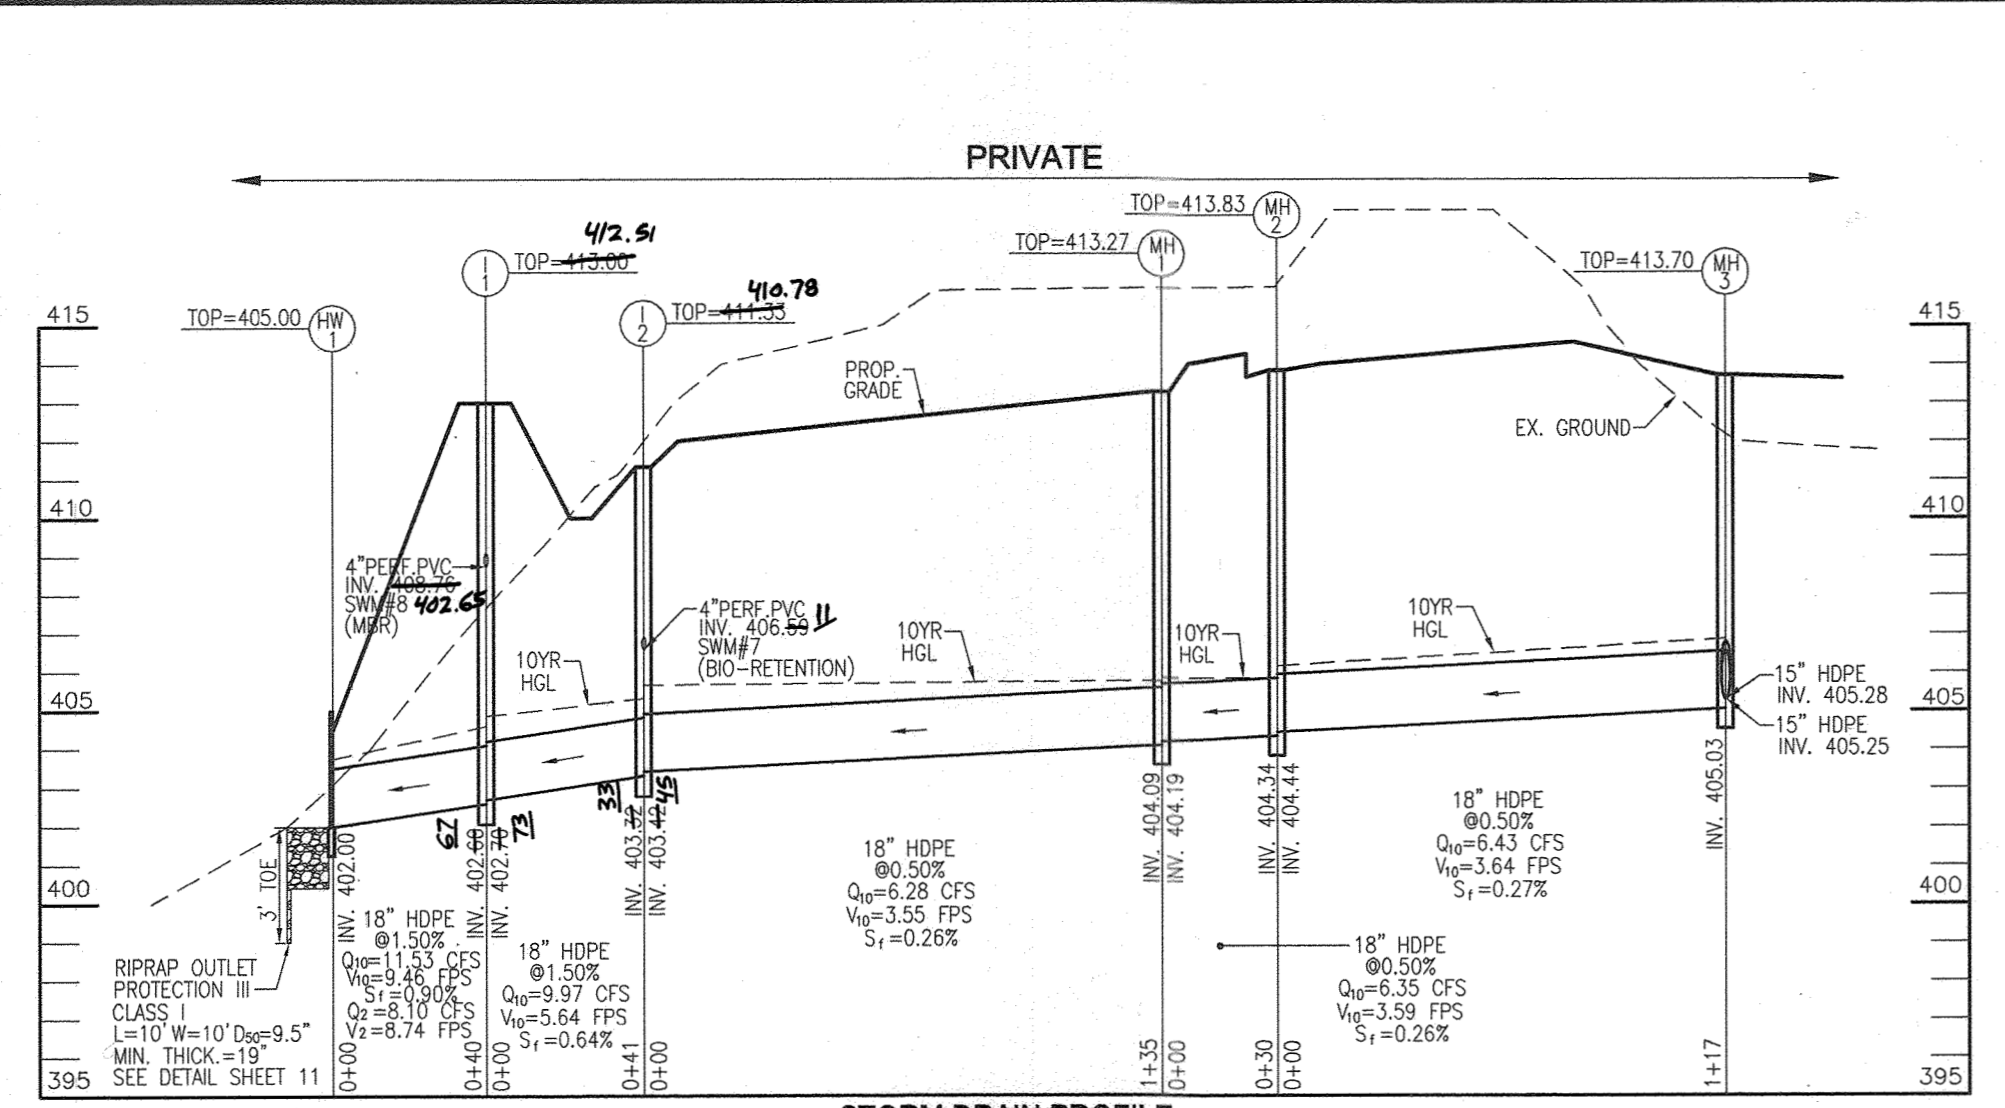 PRIVATE
TOP=413.83
MH
2
412.51
TOP=413.00
I
1
TOP=413.27
MH
1
TOP=413.70
MH
3
410.78
TOP=411.33
I
2
TOP=405.00
HW
1
415
415
PROP.
GRADE
EX. GROUND
410
410
4"PERF.PVC
INV. 408.76
SWM#8 402.65
(MBR)
4"PERF.PVC
INV. 406.59 11
SWM#7
(BIO-RETENTION)
10YR
HGL
10YR
HGL
10YR
HGL
10YR
HGL
405
405
15" HDPE
INV. 405.28
15" HDPE
INV. 405.25
3' TOE
INV. 402.00
67
INV. 402.60
INV. 402.70
73
33
INV. 403.32
INV. 403.42
45
INV. 404.09
INV. 404.19
INV. 404.34
INV. 404.44
INV. 405.03
400
400
18" HDPE
@1.50%
Q10=11.53 CFS
V10=9.46 FPS
Sf=0.90%
Q2=8.10 CFS
V2=8.74 FPS
18" HDPE
@1.50%
Q10=9.97 CFS
V10=5.64 FPS
Sf=0.64%
18" HDPE
@0.50%
Q10=6.28 CFS
V10=3.55 FPS
Sf=0.26%
18" HDPE
@0.50%
Q10=6.35 CFS
V10=3.59 FPS
Sf=0.26%
18" HDPE
@0.50%
Q10=6.43 CFS
V10=3.64 FPS
Sf=0.27%
RIPRAP OUTLET
PROTECTION III
CLASS I
L=10' W=10' D50=9.5"
MIN. THICK.=19"
SEE DETAIL SHEET 11
0+00
0+40
0+00
0+41
0+00
1+35
0+00
0+30
0+00
1+17
395
395
STORM DRAIN PROFILE